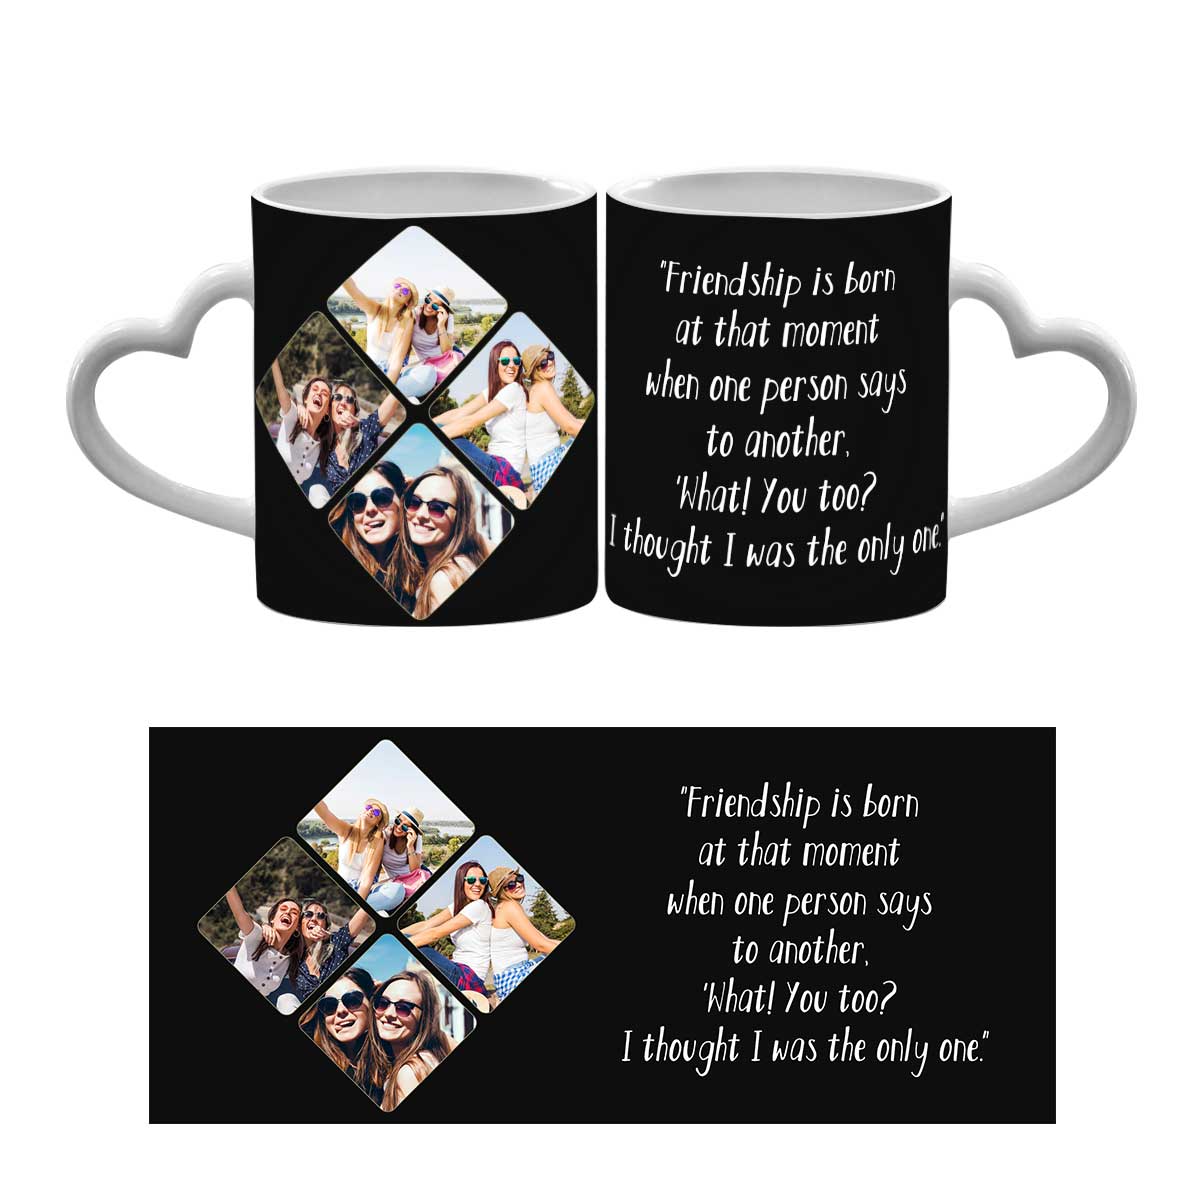 "Friendship is born
at that moment
when one person says
to another,
'What! You too?
I thought I was the only one."
"Friendship is born
at that moment
when one person says
to another,
'What! You too?
I thought I was the only one."